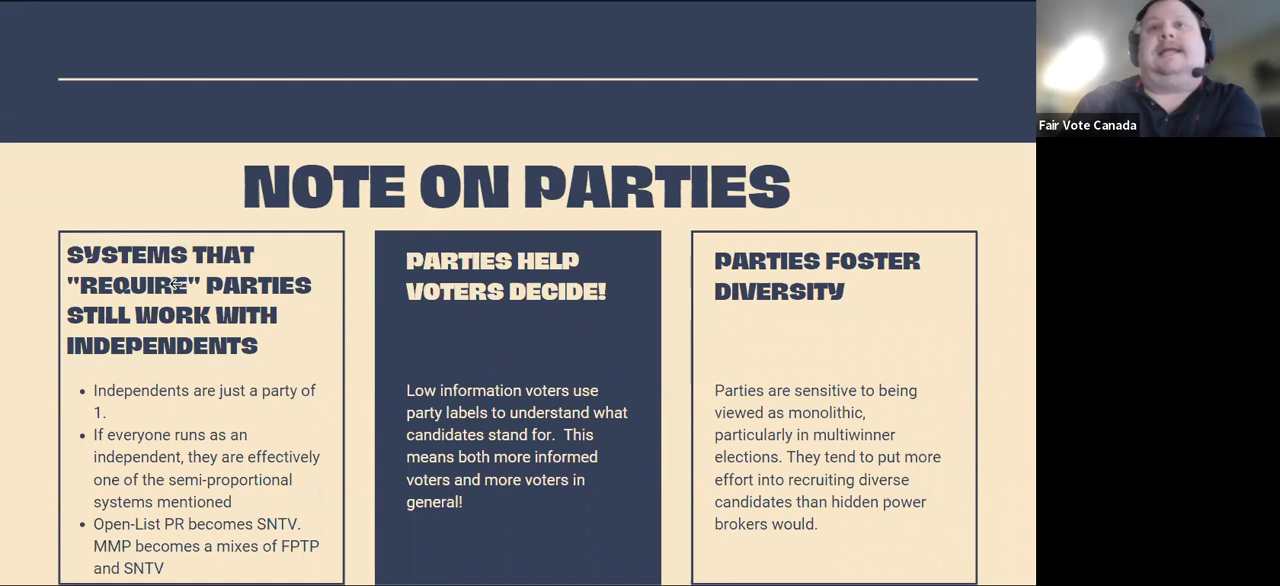 NOTE ON PARTIES
SYSTEMS THAT
"REQUIRE" PARTIES
STILL WORK WITH
INDEPENDENTS
• Independents are just a party of
1.
• If everyone runs as an
independent, they are effectively
one of the semi-proportional
systems mentioned
• Open-List PR becomes SNTV.
MMP becomes a mixes of FPTP
and SNTV
PARTIES HELP
VOTERS DECIDE!
Low information voters use
party labels to understand what
candidates stand for.  This
means both more informed
voters and more voters in
general!
PARTIES FOSTER
DIVERSITY
Parties are sensitive to being
viewed as monolithic,
particularly in multiwinner
elections. They tend to put more
effort into recruiting diverse
candidates than hidden power
brokers would.
Fair Vote Canada